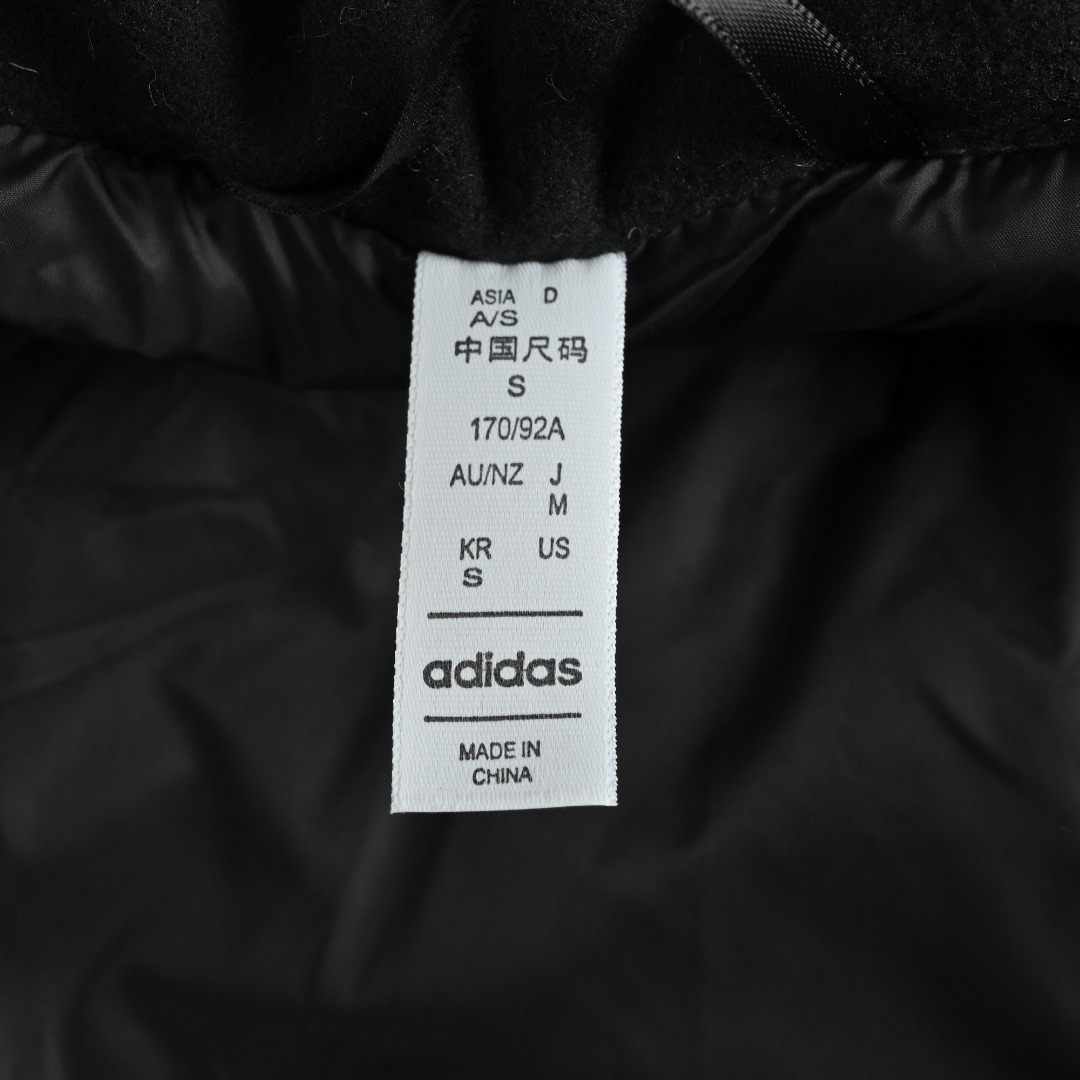 ASIA D
A/S
中国尺码
S
170/92A
AU/NZ J
M
KR US
S
adidas
MADE IN
CHINA